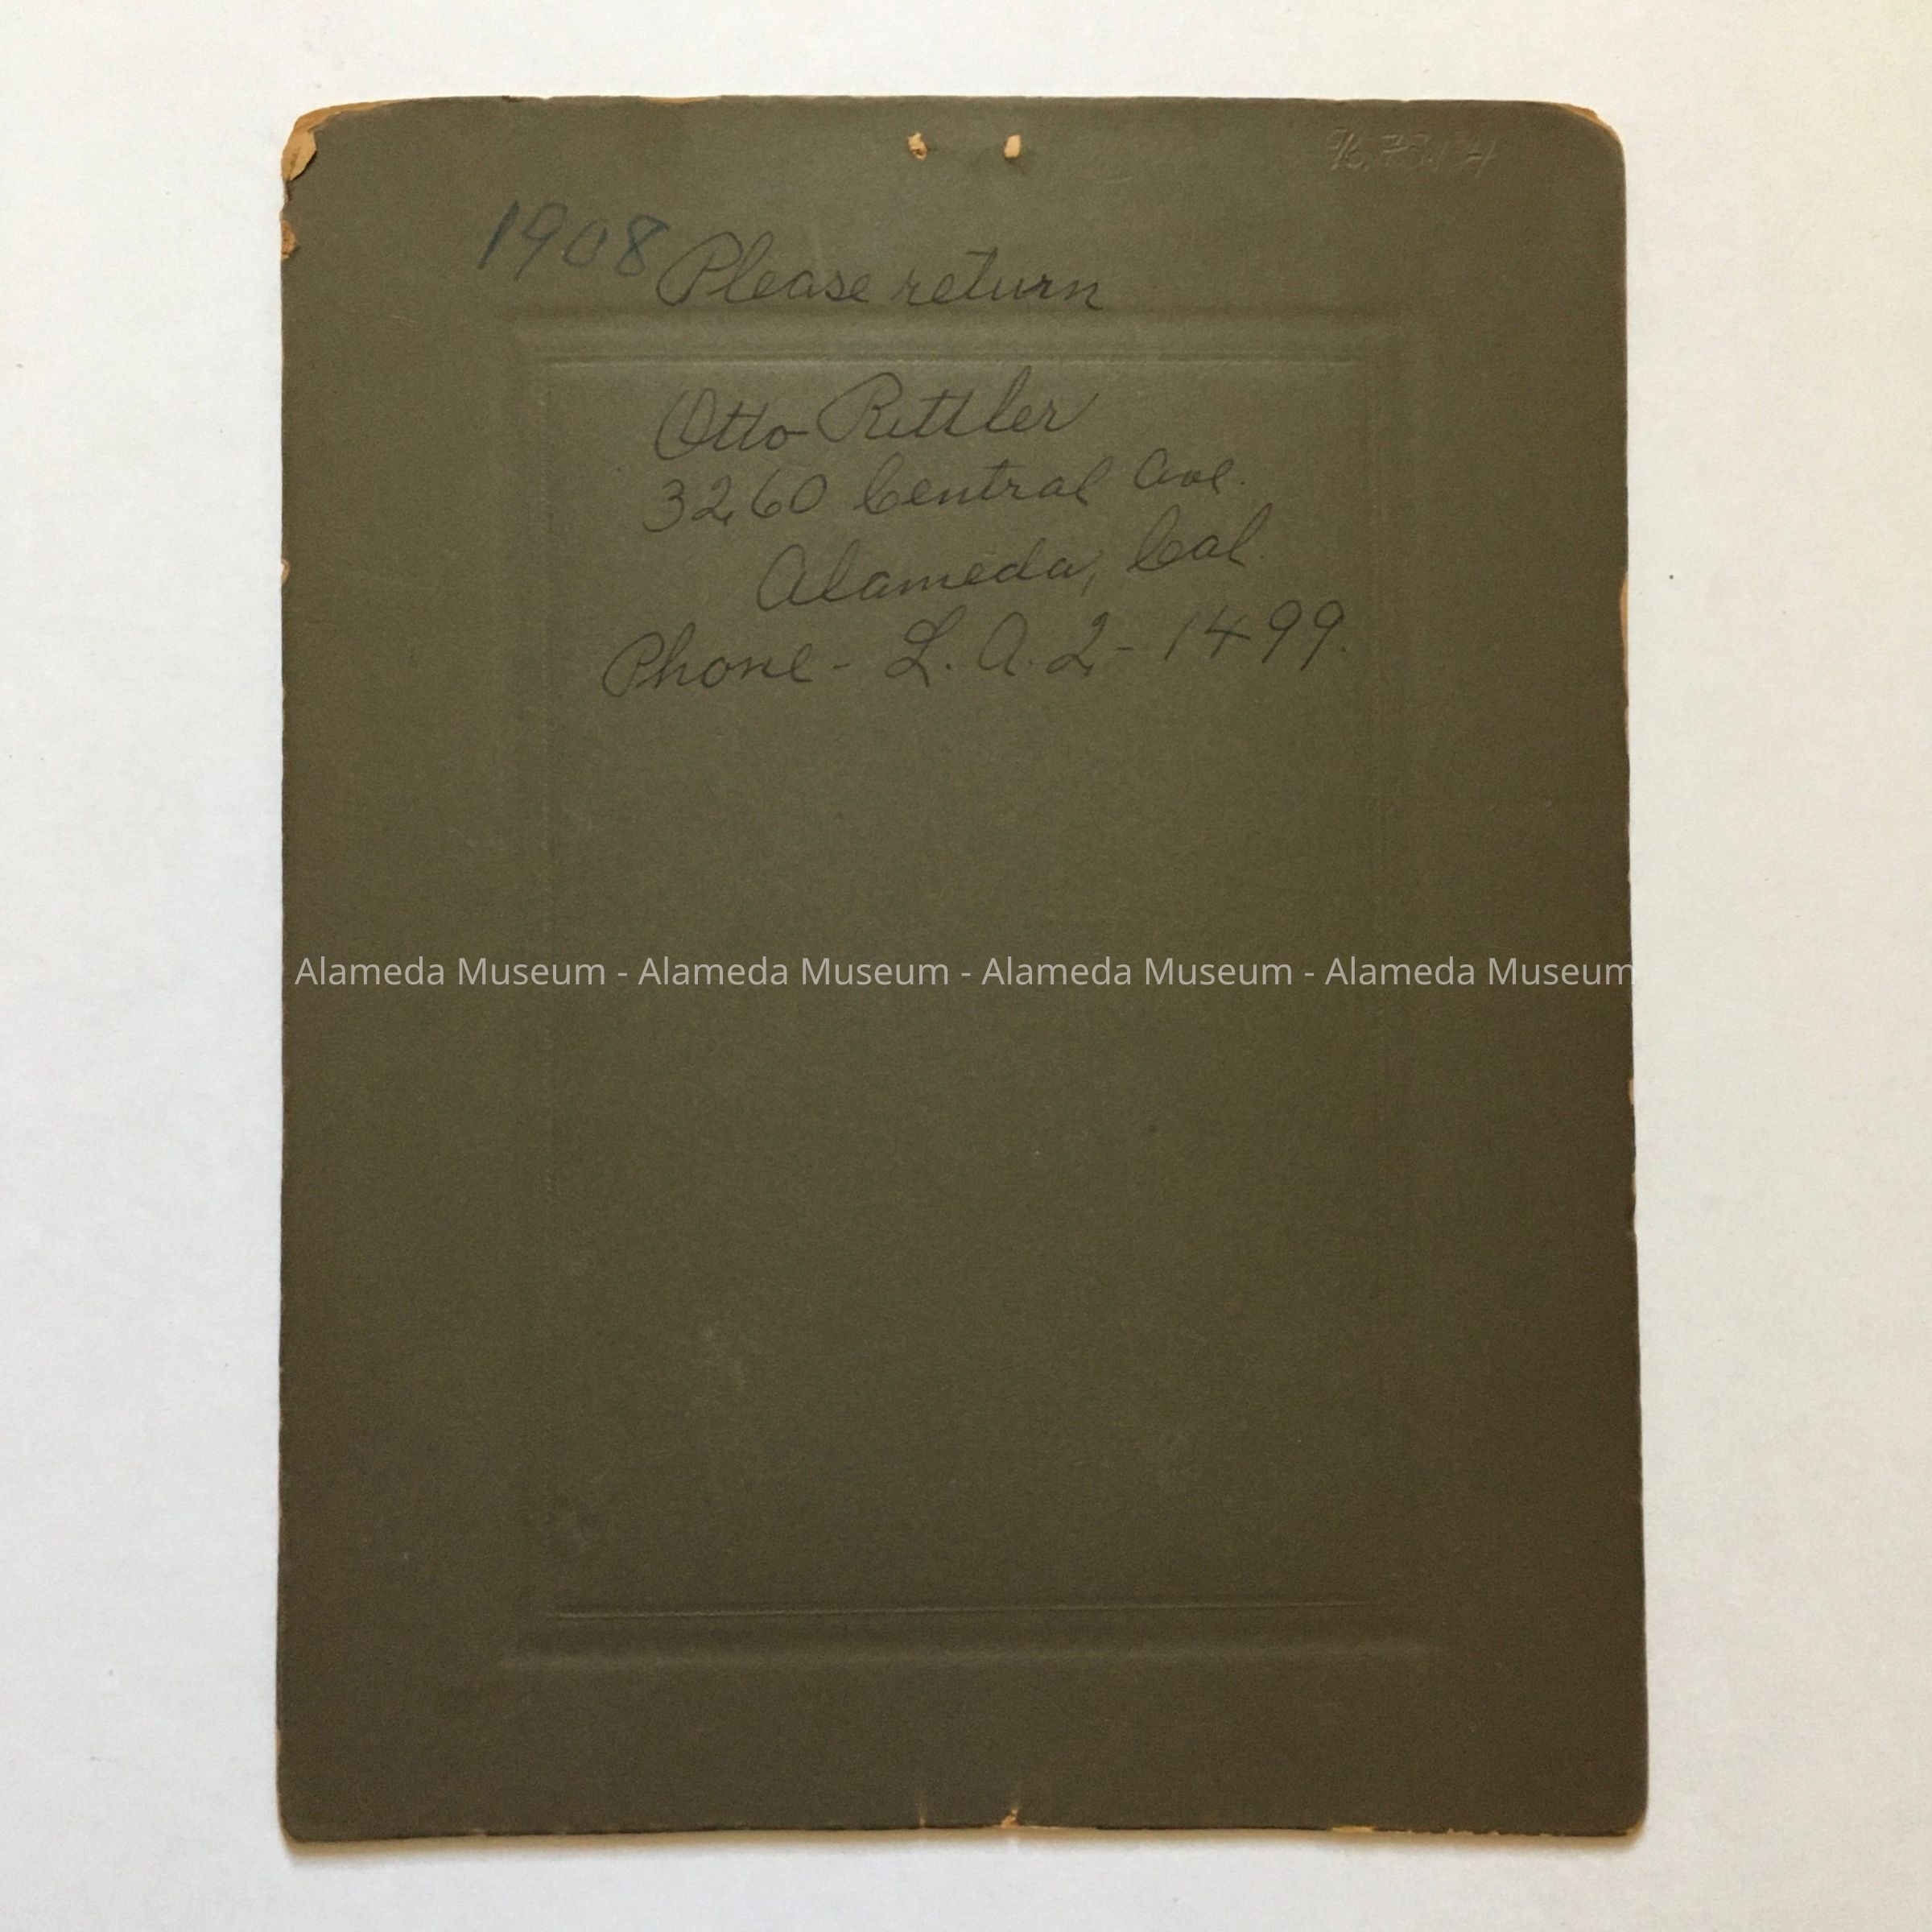 1908 Please return
Otto Rittler
3260 Central Ave.
Alameda, Cal.
Phone - L.A.2 - 1499.
Alameda Museum - Alameda Museum - Alameda Museum - Alameda Museum